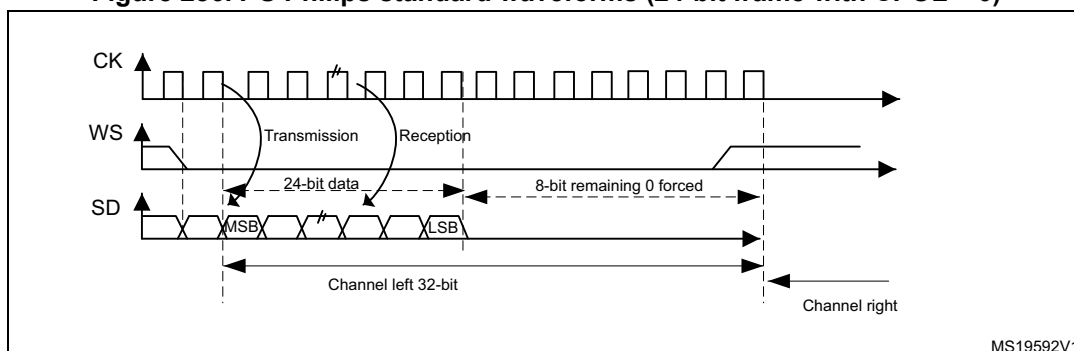 CK
WS
Transmission
Reception
24-bit data
8-bit remaining 0 forced
SD
MSB
LSB
Channel left 32-bit
Channel right
MS19592V1